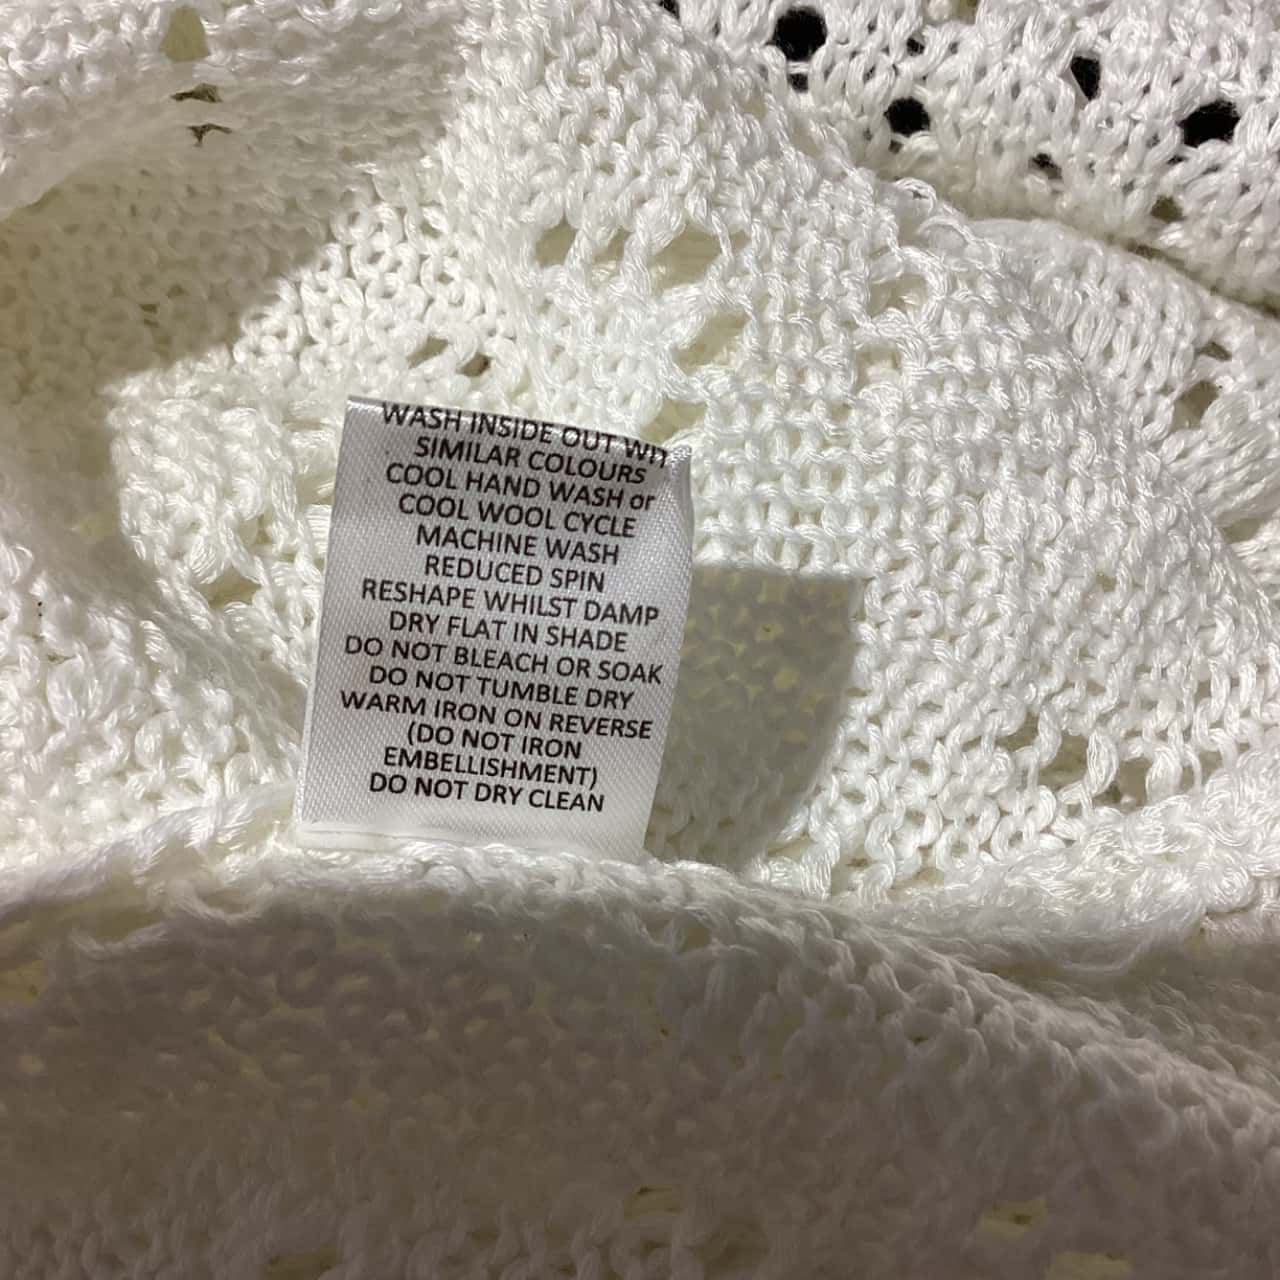 WASH INSIDE OUT
SIMILAR COLOURS
COOL HAND WASH or
COOL WOOL CYCLE
MACHINE WASH
REDUCED SPIN
RESHAPE WHILST DAMP
DRY FLAT IN SHADE
DO NOT BLEACH OR SOAK
DO NOT TUMBLE DRY
WARM IRON ON REVERSE
(DO NOT IRON
EMBELLISHMENT)
DO NOT DRY CLEAN